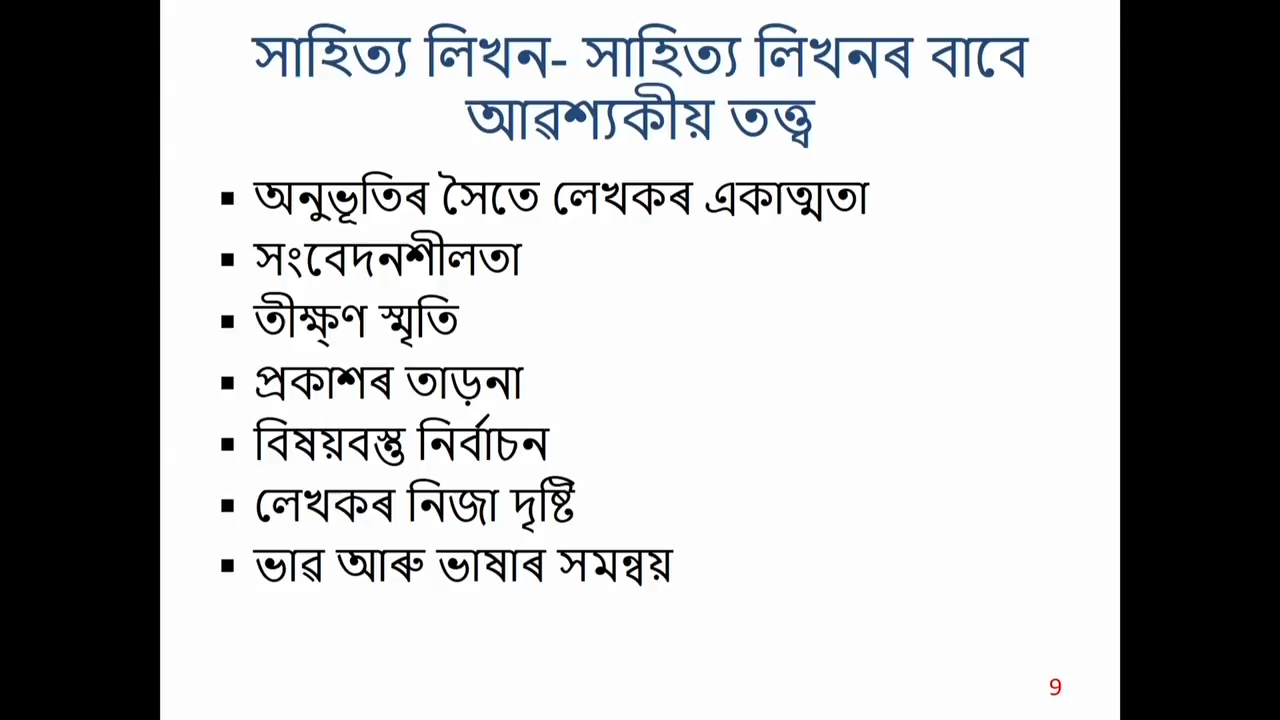 সাহিত্য লিখন- সাহিত্য লিখনৰ বাবে
আৱশ্যকীয় তত্ত্ব
▪ অনুভূতিৰ সৈতে লেখকৰ একাত্মতা
▪ সংবেদনশীলতা
▪ তীক্ষ্ণ স্মৃতি
▪ প্ৰকাশৰ তাড়না
▪ বিষয়বস্তু নিৰ্বাচন
▪ লেখকৰ নিজা দৃষ্টি
▪ ভাৱ আৰু ভাষাৰ সমন্বয়
9